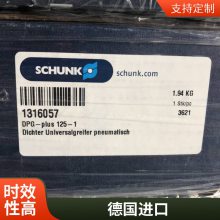 支持定制
SCHUNK
schunk.com
1316057
1.94 KG
DPG-plus 125-1
3621
Dichter Universalgreifer pneumatisch
时效
性高
德国进口